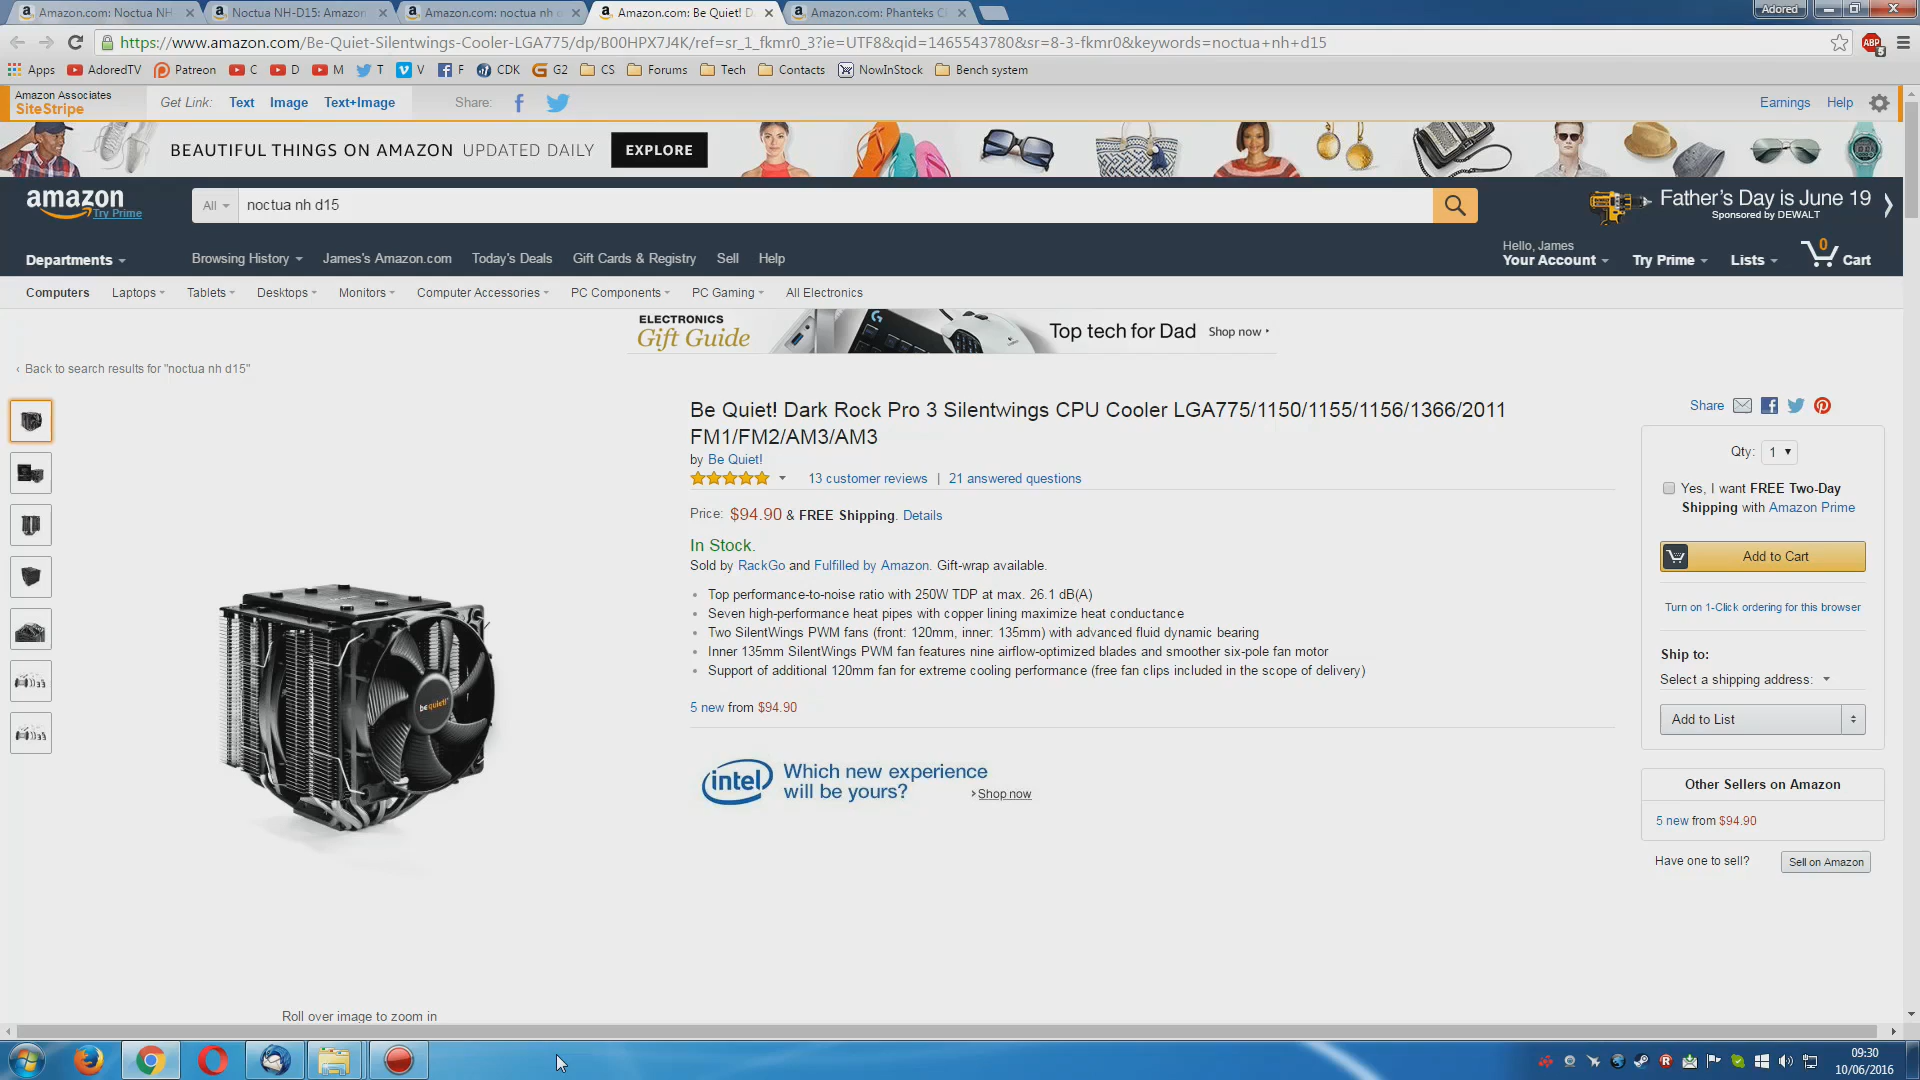 Amazon.com: Noctua NH
Noctua NH-D15: Amazon
Amazon.com: noctua nh d
Amazon.com: Be Quiet! D
Amazon.com: Phanteks C
Adored
https://www.amazon.com/Be-Quiet-Silentwings-Cooler-LGA775/dp/B00HPX7J4K/ref=sr_1_fkmr0_3?ie=UTF8&qid=1465543780&sr=8-3-fkmr0&keywords=noctua+nh+d15
ABP
Apps AdoredTV Patreon C D M T V F CDK G2 CS Forums Tech Contacts NowInStock Bench system
Amazon Associates
SiteStripe
Get Link: Text Image Text+Image Share:
Earnings Help
BEAUTIFUL THINGS ON AMAZON UPDATED DAILY EXPLORE
amazon
Try Prime
All noctua nh d15
Father's Day is June 19
Sponsored by DEWALT
Departments
Browsing History James's Amazon.com Today's Deals Gift Cards & Registry Sell Help
Hello, James
Your Account Try Prime Lists 0 Cart
Computers Laptops Tablets Desktops Monitors Computer Accessories PC Components PC Gaming All Electronics
ELECTRONICS
Gift Guide
Top tech for Dad Shop now
‹ Back to search results for "noctua nh d15"
Be Quiet! Dark Rock Pro 3 Silentwings CPU Cooler LGA775/1150/1155/1156/1366/2011
FM1/FM2/AM3/AM3
by Be Quiet!
13 customer reviews | 21 answered questions
Price: $94.90 & FREE Shipping. Details
In Stock.
Sold by RackGo and Fulfilled by Amazon. Gift-wrap available.
• Top performance-to-noise ratio with 250W TDP at max. 26.1 dB(A)
• Seven high-performance heat pipes with copper lining maximize heat conductance
• Two SilentWings PWM fans (front: 120mm, inner: 135mm) with advanced fluid dynamic bearing
• Inner 135mm SilentWings PWM fan features nine airflow-optimized blades and smoother six-pole fan motor
• Support of additional 120mm fan for extreme cooling performance (free fan clips included in the scope of delivery)
5 new from $94.90
intel
Which new experience
will be yours?
Shop now
be quiet!
Roll over image to zoom in
Share
Qty: 1
Yes, I want FREE Two-Day
Shipping with Amazon Prime
Add to Cart
Turn on 1-Click ordering for this browser
Ship to:
Select a shipping address:
Add to List
Other Sellers on Amazon
5 new from $94.90
Have one to sell? Sell on Amazon
09:30
10/06/2016